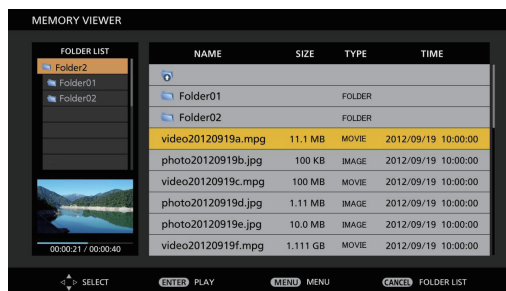 MEMORY VIEWER
FOLDER LIST
Folder2
Folder01
Folder02
00:00:21 / 00:00:40
NAME SIZE TYPE TIME
Folder01 FOLDER
Folder02 FOLDER
video20120919a.mpg 11.1 MB MOVIE 2012/09/19 10:00:00
photo20120919b.jpg 100 KB IMAGE 2012/09/19 10:00:00
video20120919c.mpg 100 MB MOVIE 2012/09/19 10:00:00
photo20120919d.jpg 1.11 MB IMAGE 2012/09/19 10:00:00
photo20120919e.jpg 10.0 MB IMAGE 2012/09/19 10:00:00
video20120919f.mpg 1.111 GB MOVIE 2012/09/19 10:00:00
SELECT ENTER PLAY MENU MENU CANCEL FOLDER LIST